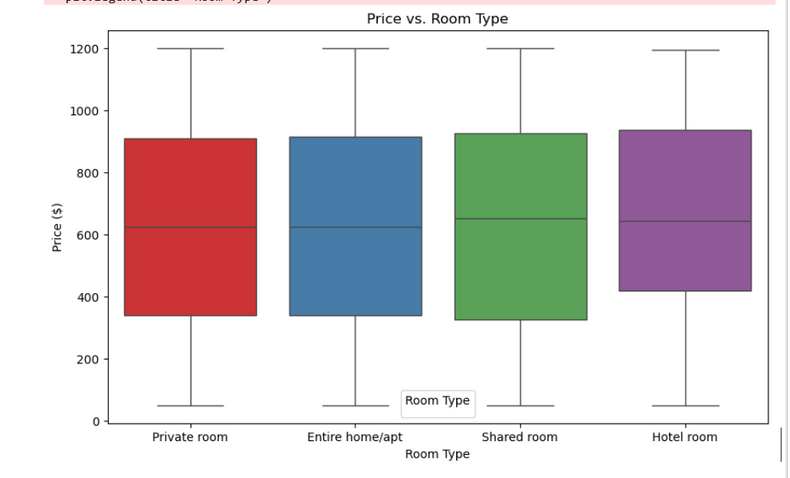 Price vs. Room Type
1200
1000
800
600
400
200
0
Price ($)
Room Type
Private room Entire home/apt Shared room Hotel room
Room Type